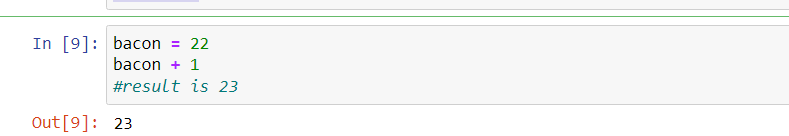 In [9]: bacon = 22
bacon + 1
#result is 23
Out[9]: 23